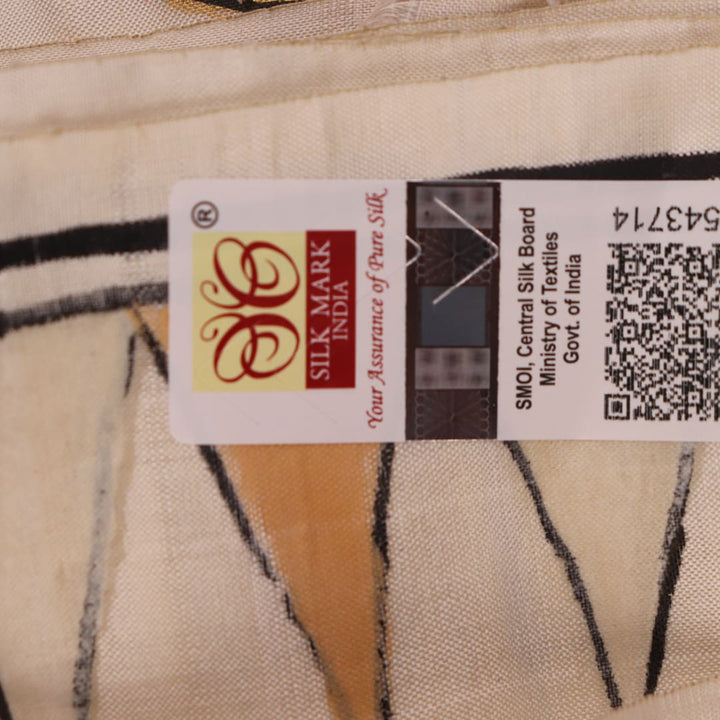 ®
SILK MARK
INDIA
Your Assurance of Pure Silk
SMOI, Central Silk Board
Ministry of Textiles
Govt. of India
543714